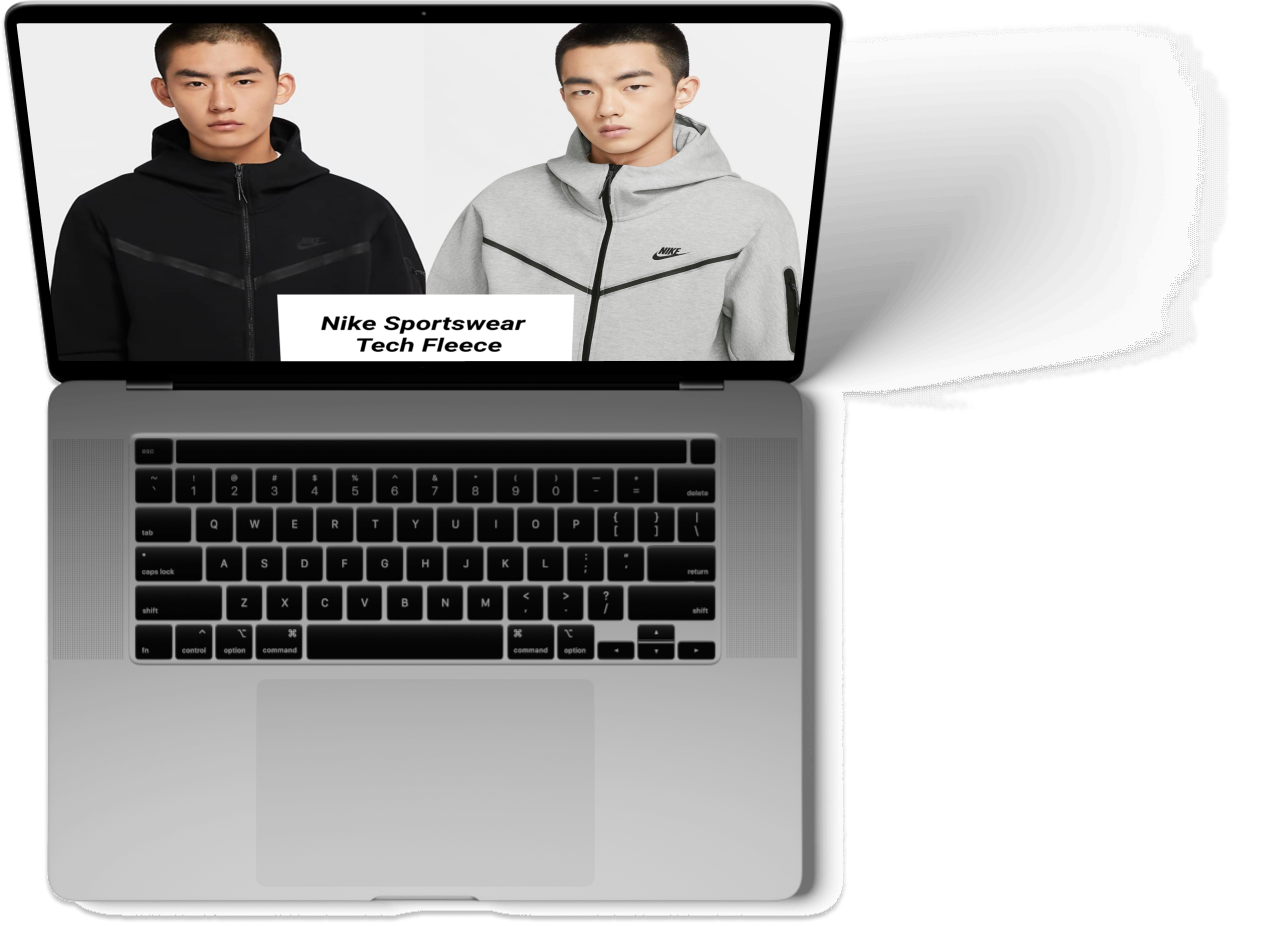 NIKE
NIKE
Nike Sportswear
Tech Fleece
esc
~ ! @ # $ % ^ & * ( ) — +
` 1 2 3 4 5 6 7 8 9 0 - = delete
tab Q W E R T Y U I O P { [ } ] | \
caps lock A S D F G H J K L : ; " ' return
shift Z X C V B N M < , > . ? / shift
fn control option command command option